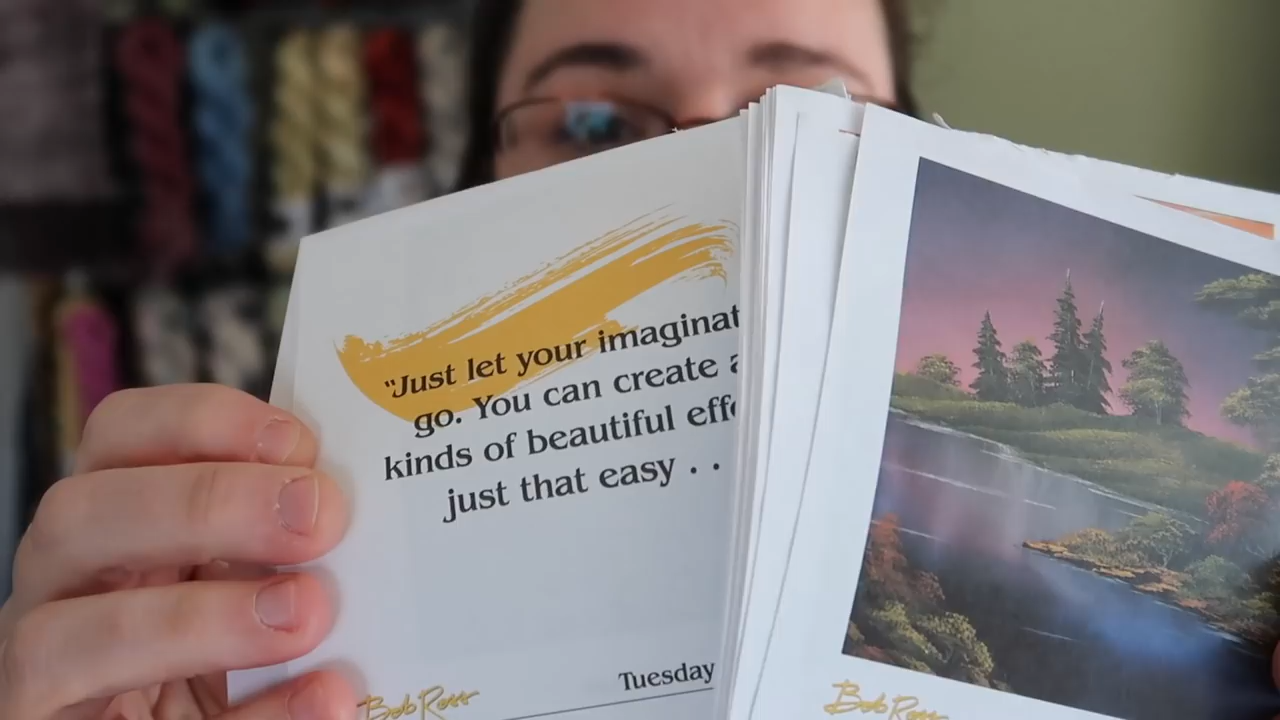 "Just let your imaginat
go. You can create a
kinds of beautiful effe
just that easy . .
Tuesday
Bob Ross
Bob Ross